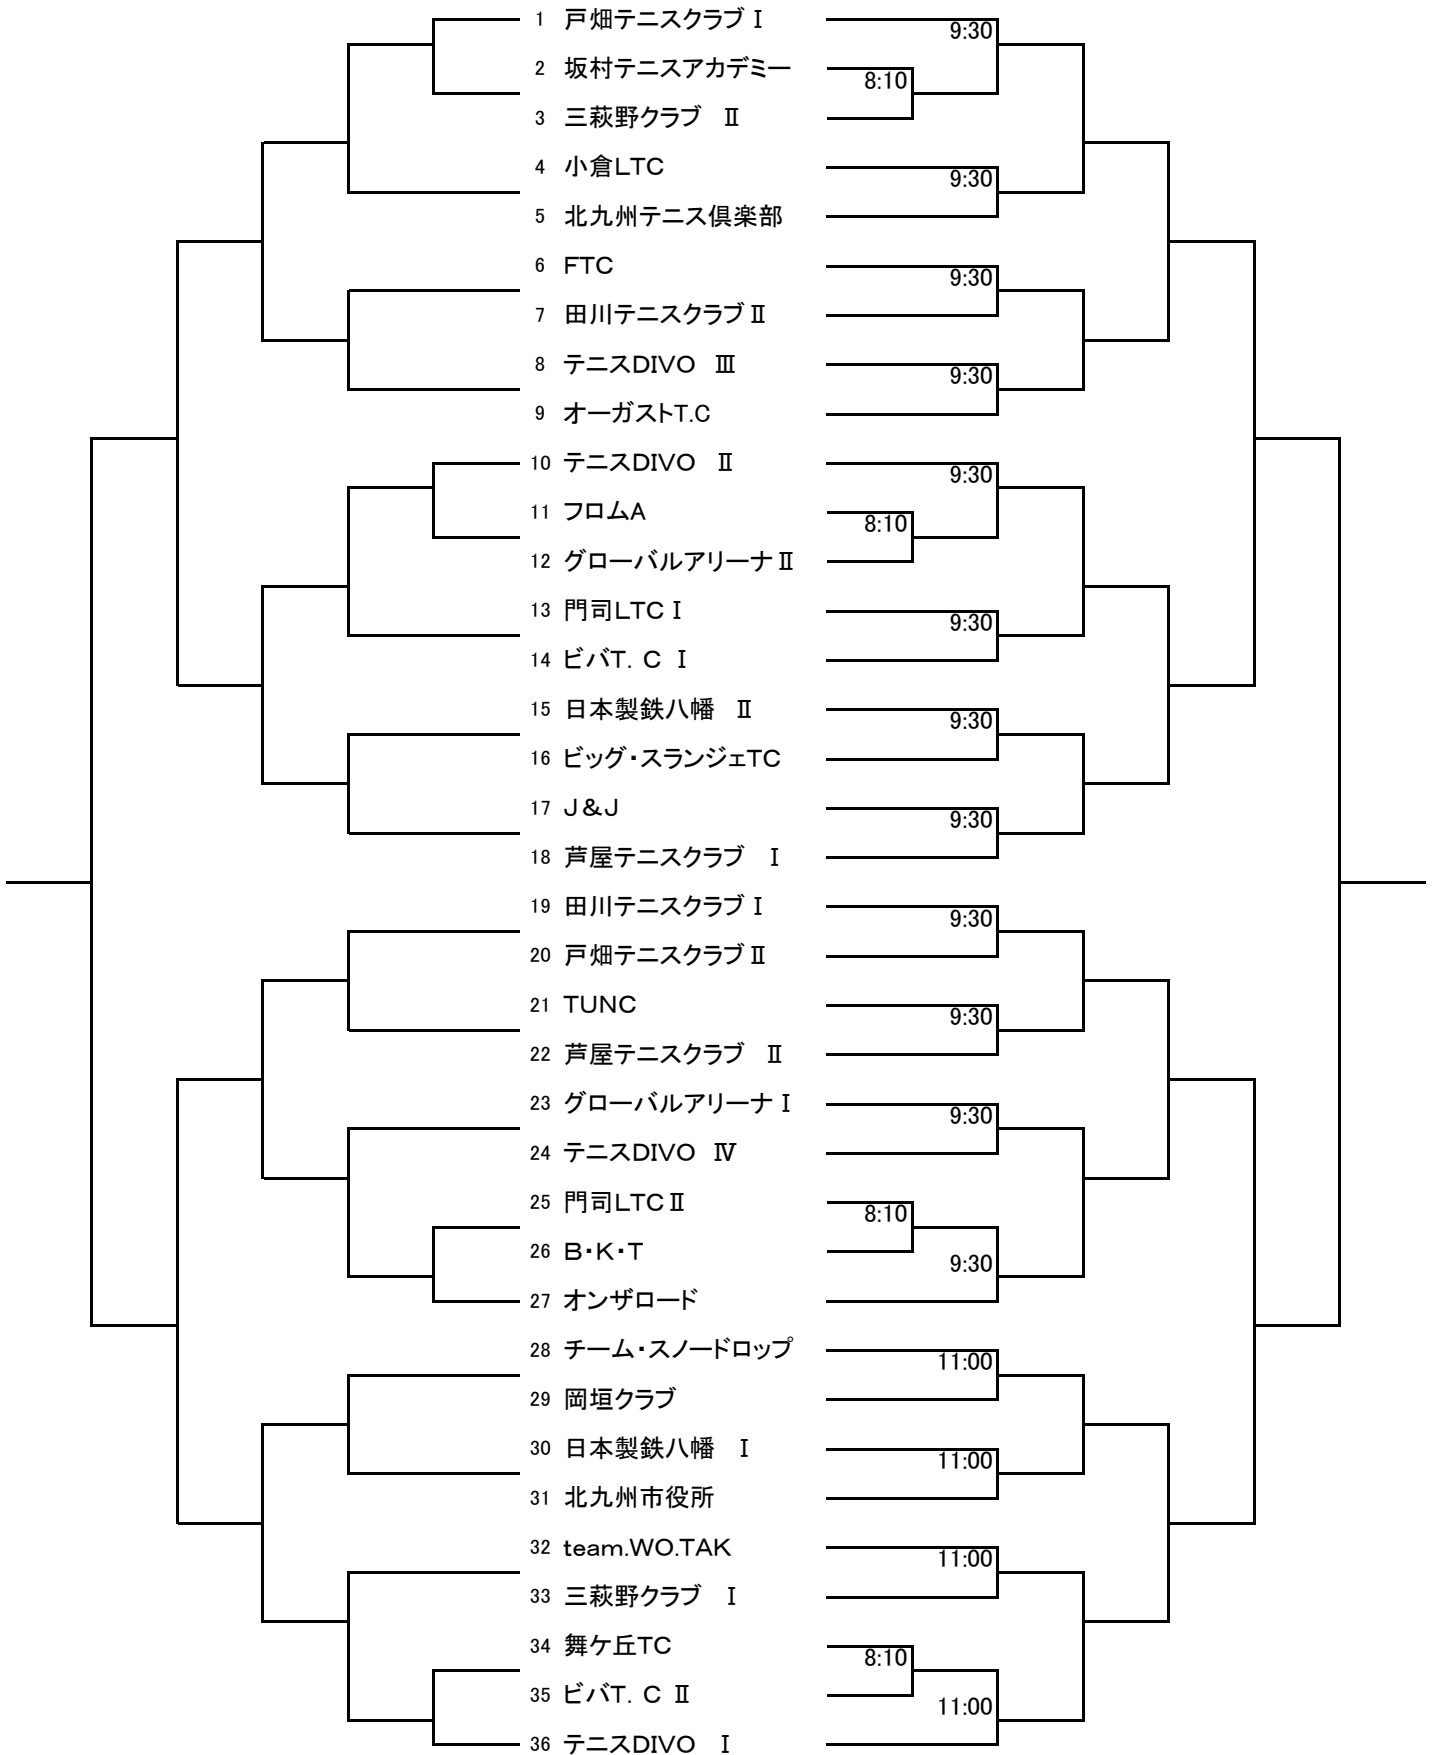 1 戸畑テニスクラブⅠ 9:30
2 坂村テニスアカデミー 8:10
3 三萩野クラブ　Ⅱ
4 小倉LTC 9:30
5 北九州テニス倶楽部
6 FTC 9:30
7 田川テニスクラブⅡ
8 テニスDIVO　Ⅲ 9:30
9 オーガストT.C
10 テニスDIVO　Ⅱ 9:30
11 フロムA 8:10
12 グローバルアリーナⅡ
13 門司LTCⅠ 9:30
14 ビバT．C Ⅰ
15 日本製鉄八幡　Ⅱ 9:30
16 ビッグ・スランジェTC
17 J＆J 9:30
18 芦屋テニスクラブ　Ⅰ
19 田川テニスクラブⅠ 9:30
20 戸畑テニスクラブⅡ
21 TUNC 9:30
22 芦屋テニスクラブ　Ⅱ
23 グローバルアリーナⅠ 9:30
24 テニスDIVO　Ⅳ
25 門司LTCⅡ 8:10
26 B・K・T 9:30
27 オンザロード
28 チーム・スノードロップ 11:00
29 岡垣クラブ
30 日本製鉄八幡　Ⅰ 11:00
31 北九州市役所
32 team.WO.TAK 11:00
33 三萩野クラブ　Ⅰ
34 舞ケ丘TC 8:10
35 ビバT．C Ⅱ 11:00
36 テニスDIVO　Ⅰ